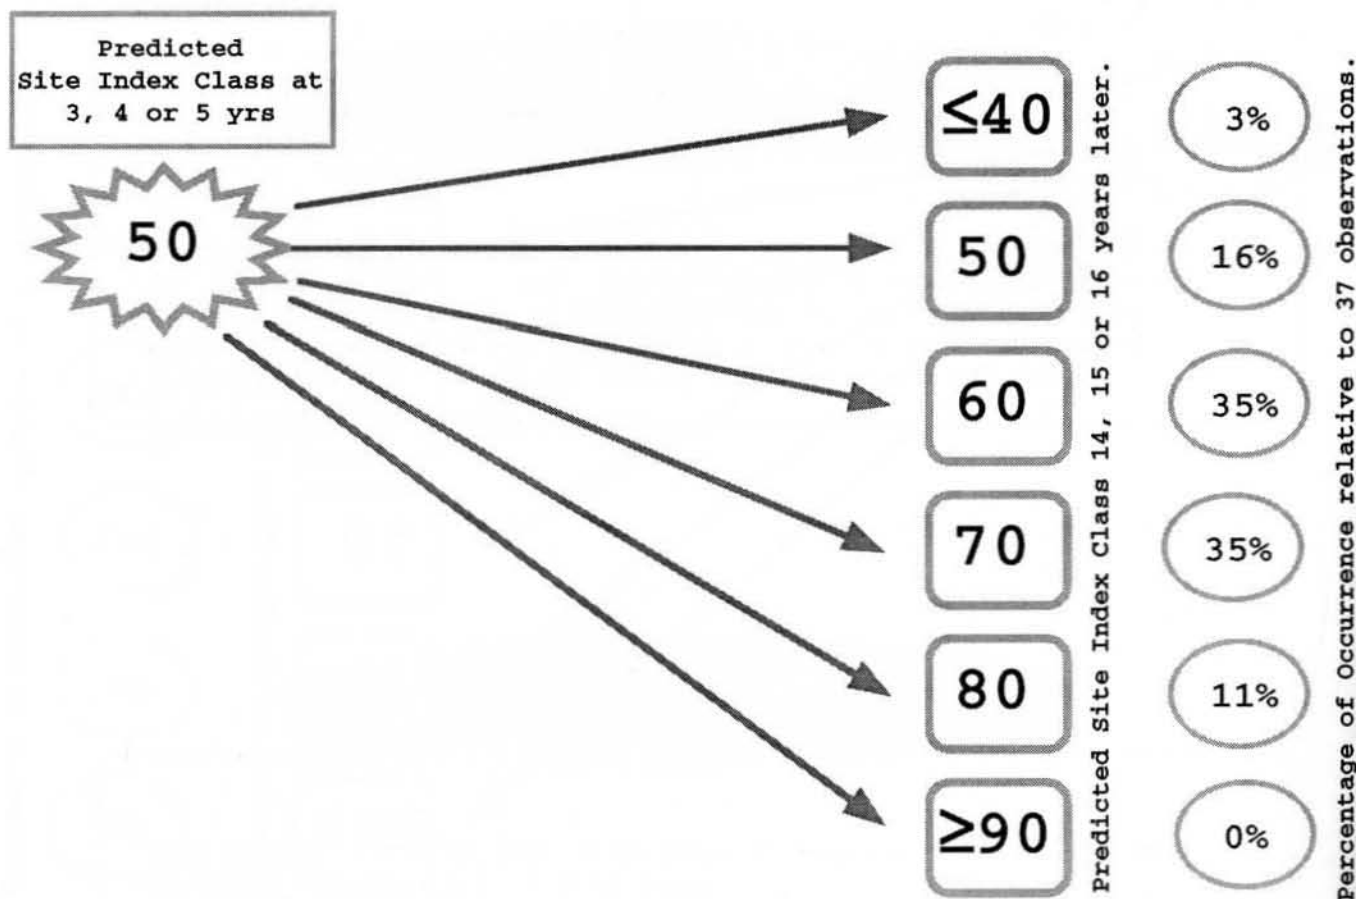 Predicted
Site Index Class at
3, 4 or 5 yrs
50
≤40
50
60
70
80
≥90
Predicted Site Index Class 14, 15 or 16 years later.
3%
16%
35%
35%
11%
0%
Percentage of Occurrence relative to 37 observations.